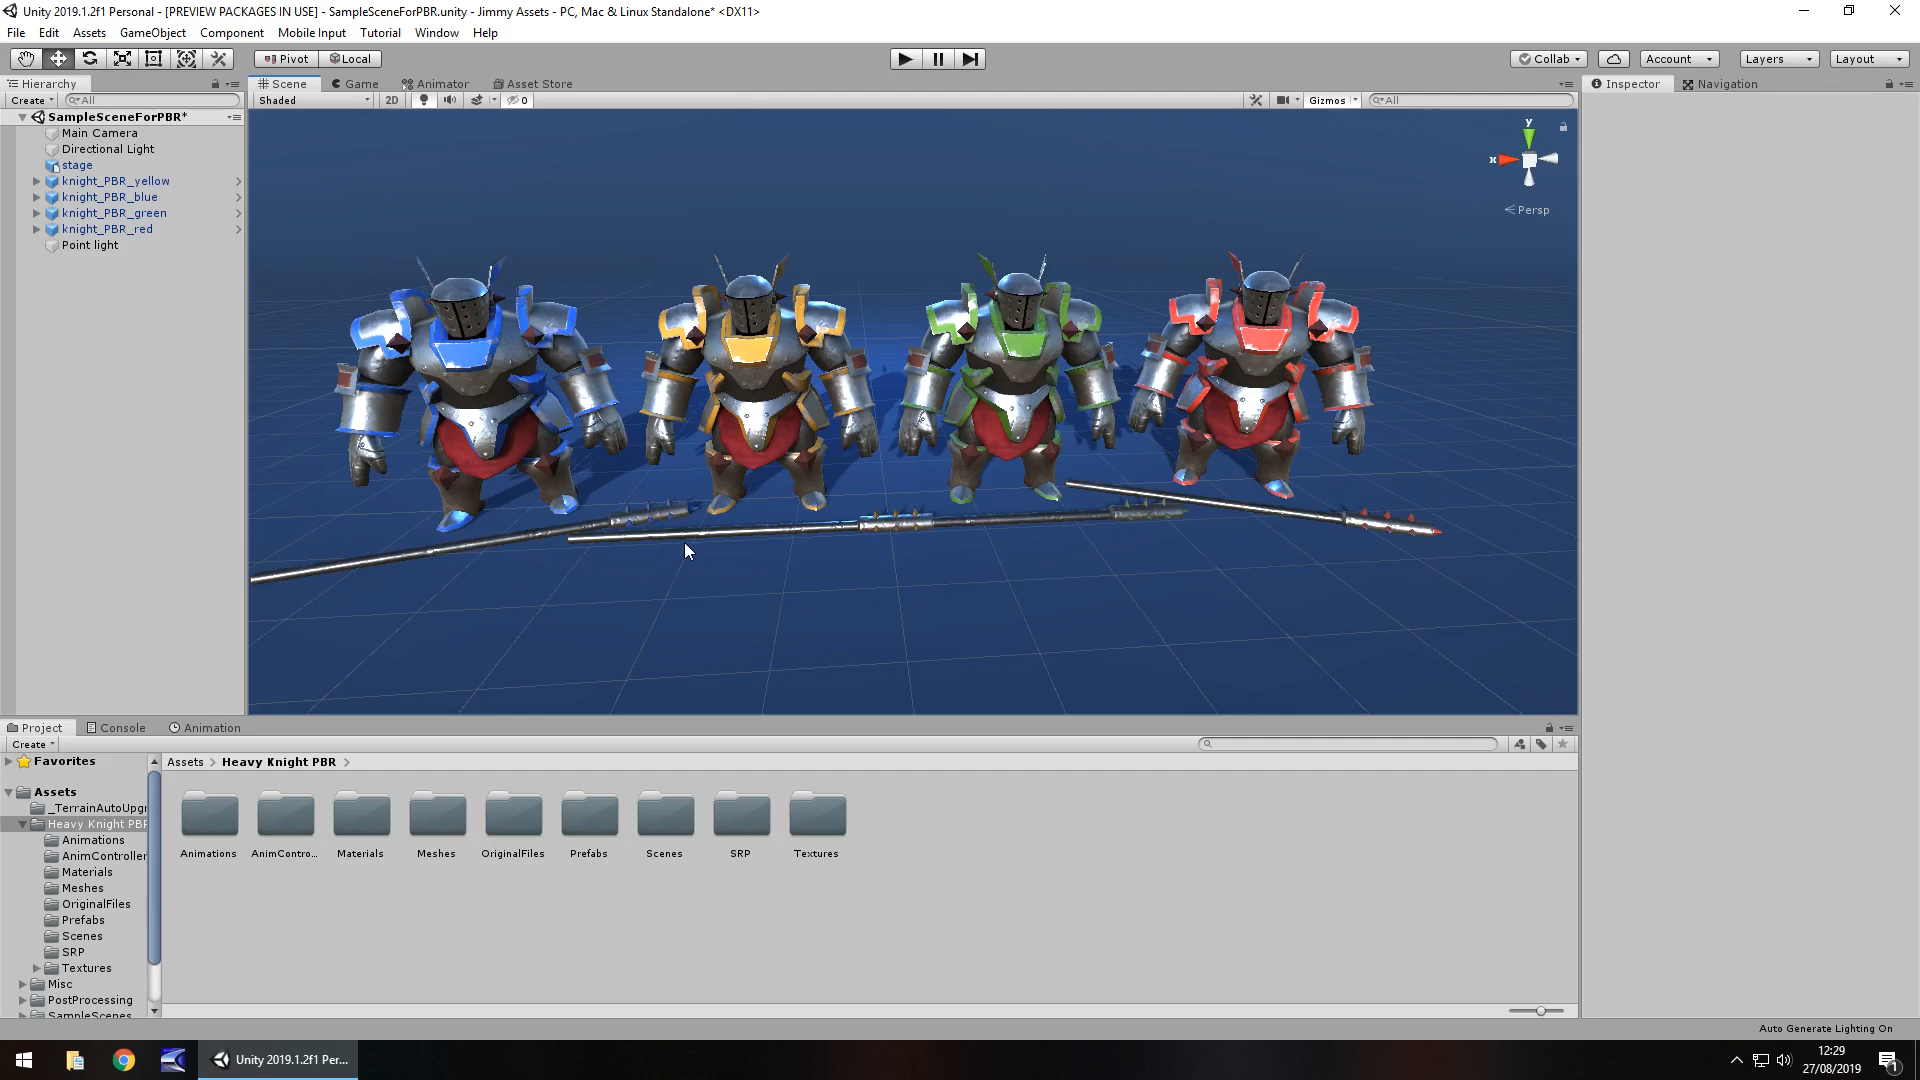 Unity 2019.1.2f1 Personal - [PREVIEW PACKAGES IN USE] - SampleSceneForPBR.unity - Jimmy Assets - PC, Mac & Linux Standalone* <DX11>
File Edit Assets GameObject Component Mobile Input Tutorial Window Help
Pivot Local Collab Account Layers Layout
Hierarchy
Create All
SampleSceneForPBR*
Main Camera
Directional Light
stage
knight_PBR_yellow
knight_PBR_blue
knight_PBR_green
knight_PBR_red
Point light
Scene Game Animator Asset Store
Shaded 2D 0 Gizmos All
y
x
Persp
Inspector Navigation
Project Console Animation
Create
Favorites
Assets
_TerrainAutoUpgr
Heavy Knight PBR
Animations
AnimController
Materials
Meshes
OriginalFiles
Prefabs
Scenes
SRP
Textures
Misc
PostProcessing
SampleScenes
Assets > Heavy Knight PBR >
Animations AnimContro... Materials Meshes OriginalFiles Prefabs Scenes SRP Textures
Auto Generate Lighting On
Unity 2019.1.2f1 Per...
12:29
27/08/2019
1